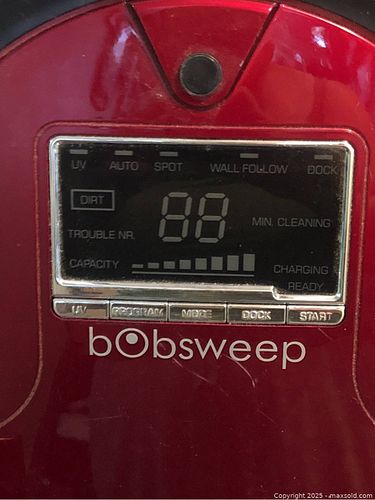 UV AUTO SPOT WALL FOLLOW DOCK
DIRT
88
MIN. CLEANING
TROUBLE NR.
CAPACITY
CHARGING
READY
UV PROGRAM MODE DOCK START
bobsweep
Copyright 2025 - maxsold.com